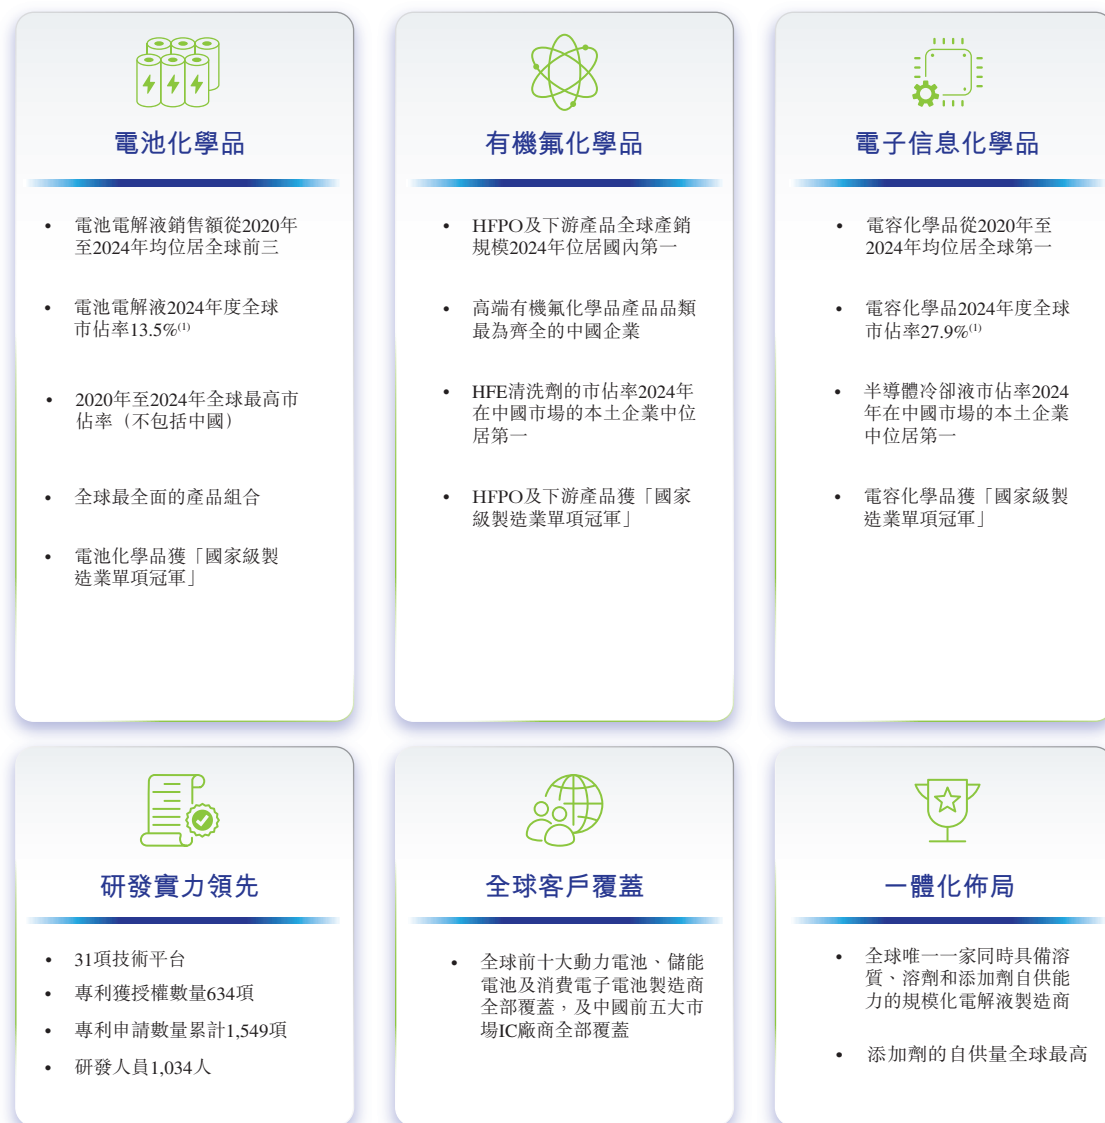 電池化學品
• 電池電解液銷售額從2020年
至2024年均位居全球前三
• 電池電解液2024年度全球
市佔率13.5%(1)
• 2020年至2024年全球最高市
佔率（不包括中國）
• 全球最全面的產品組合
• 電池化學品獲「國家級製
造業單項冠軍」
有機氟化學品
• HFPO及下游產品全球產銷
規模2024年位居國內第一
• 高端有機氟化學品產品品類
最為齊全的中國企業
• HFE清洗劑的市佔率2024年
在中國市場的本土企業中位
居第一
• HFPO及下游產品獲「國家
級製造業單項冠軍」
電子信息化學品
• 電容化學品從2020年至
2024年均位居全球第一
• 電容化學品2024年度全球
市佔率27.9%(1)
• 半導體冷卻液市佔率2024
年在中國市場的本土企業
中位居第一
• 電容化學品獲「國家級製
造業單項冠軍」
研發實力領先
• 31項技術平台
• 專利獲授權數量634項
• 專利申請數量累計1,549項
• 研發人員1,034人
全球客戶覆蓋
• 全球前十大動力電池、儲能
電池及消費電子電池製造商
全部覆蓋，及中國前五大市
場IC廠商全部覆蓋
一體化佈局
• 全球唯一一家同時具備溶
質、溶劑和添加劑自供能
力的規模化電解液製造商
• 添加劑的自供量全球最高